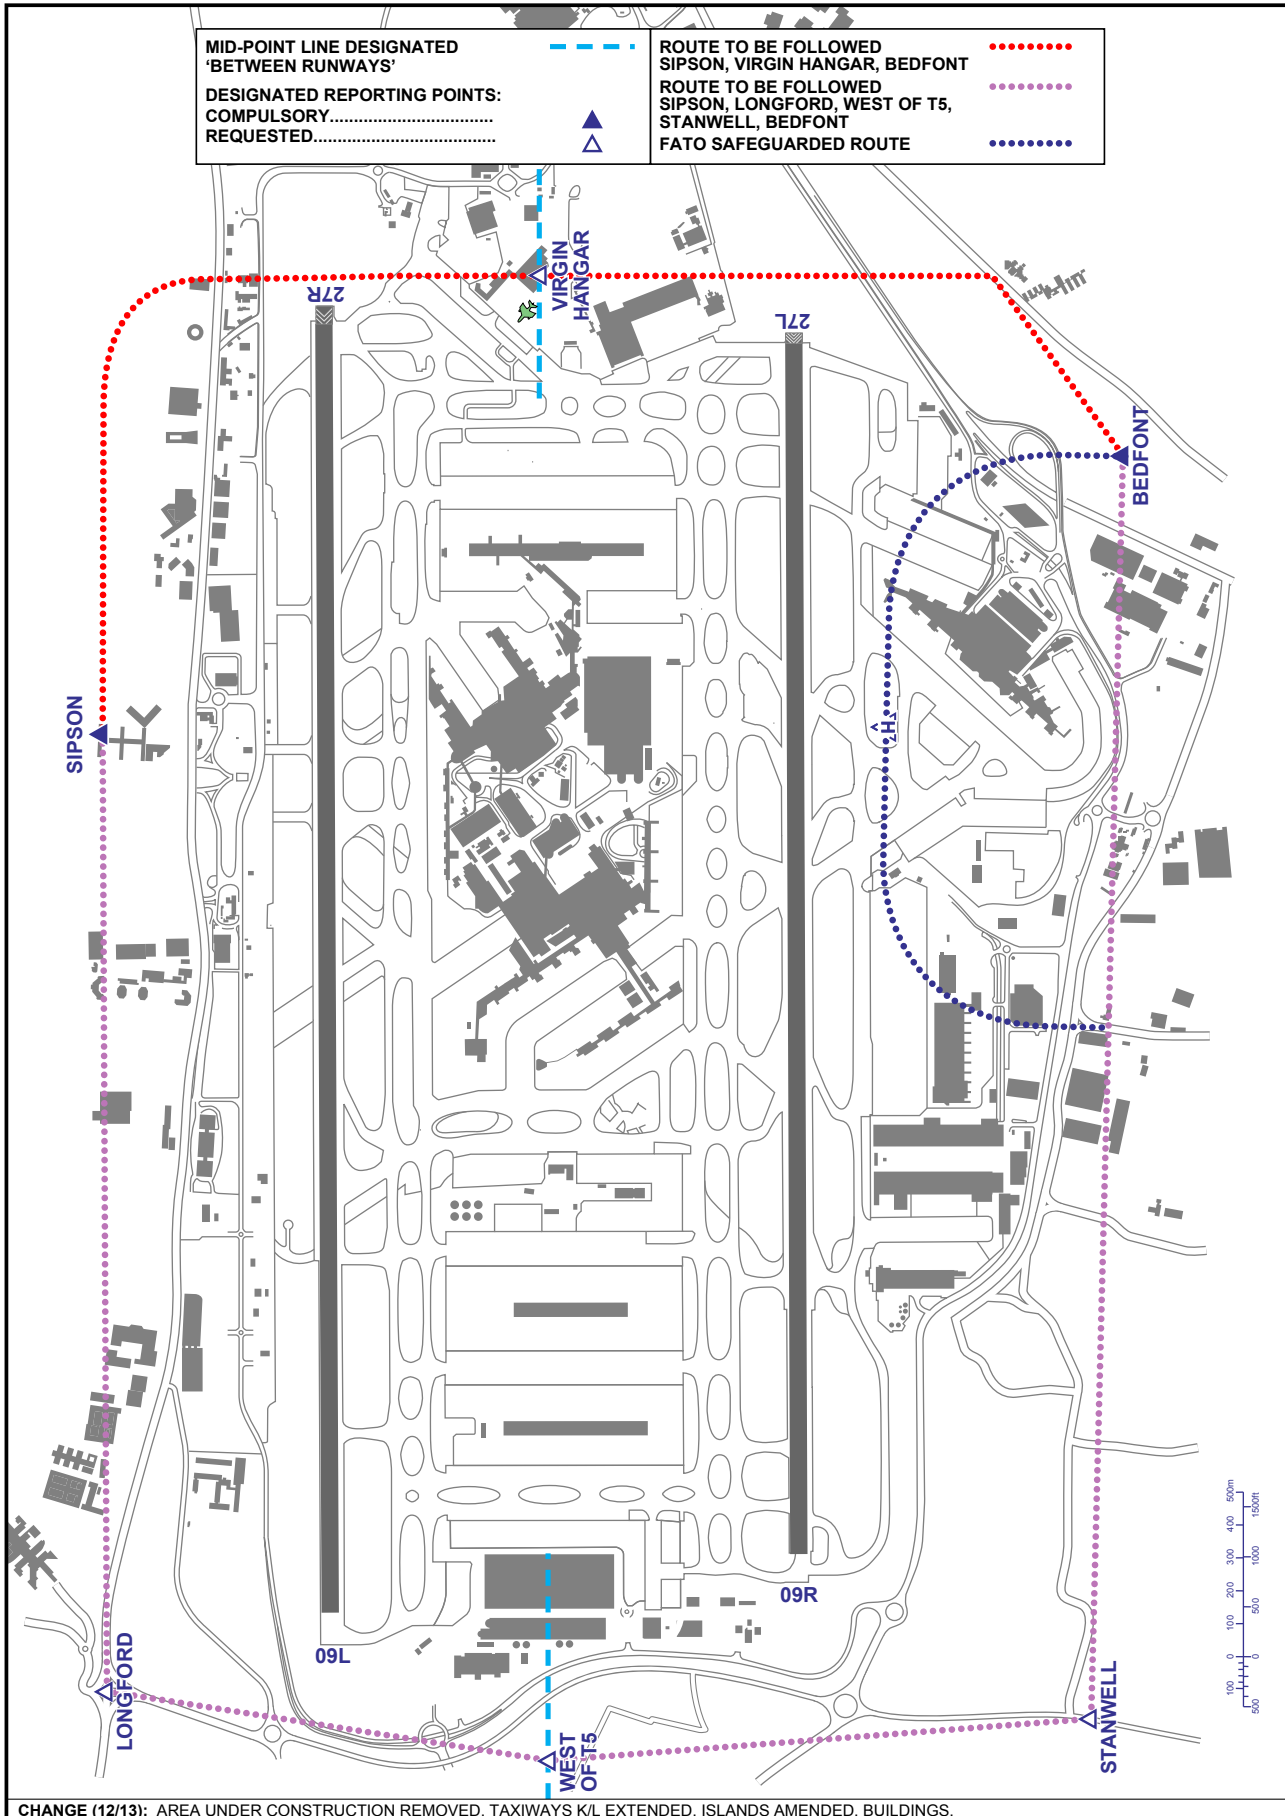 MID-POINT LINE DESIGNATED
‘BETWEEN RUNWAYS’
DESIGNATED REPORTING POINTS:
COMPULSORY..................................
REQUESTED......................................
ROUTE TO BE FOLLOWED
SIPSON, VIRGIN HANGAR, BEDFONT
ROUTE TO BE FOLLOWED
SIPSON, LONGFORD, WEST OF T5,
STANWELL, BEDFONT
FATO SAFEGUARDED ROUTE
VIRGIN
HANGAR
27R
27L
BEDFONT
SIPSON
H
09L
09R
LONGFORD
WEST
OF T5
STANWELL
500m
400
300
200
100
0
100
1500ft
1000
500
0
500
CHANGE (12/13): AREA UNDER CONSTRUCTION REMOVED. TAXIWAYS K/L EXTENDED. ISLANDS AMENDED. BUILDINGS.